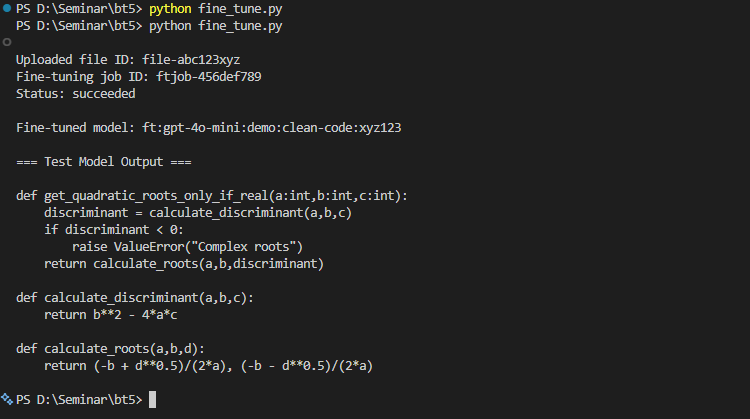 PS D:\Seminar\bt5> python fine_tune.py
PS D:\Seminar\bt5> python fine_tune.py
Uploaded file ID: file-abc123xyz
Fine-tuning job ID: ftjob-456def789
Status: succeeded
Fine-tuned model: ft:gpt-4o-mini:demo:clean-code:xyz123
=== Test Model Output ===
def get_quadratic_roots_only_if_real(a:int,b:int,c:int):
    discriminant = calculate_discriminant(a,b,c)
    if discriminant < 0:
        raise ValueError("Complex roots")
    return calculate_roots(a,b,discriminant)
def calculate_discriminant(a,b,c):
    return b**2 - 4*a*c
def calculate_roots(a,b,d):
    return (-b + d**0.5)/(2*a), (-b - d**0.5)/(2*a)
PS D:\Seminar\bt5>